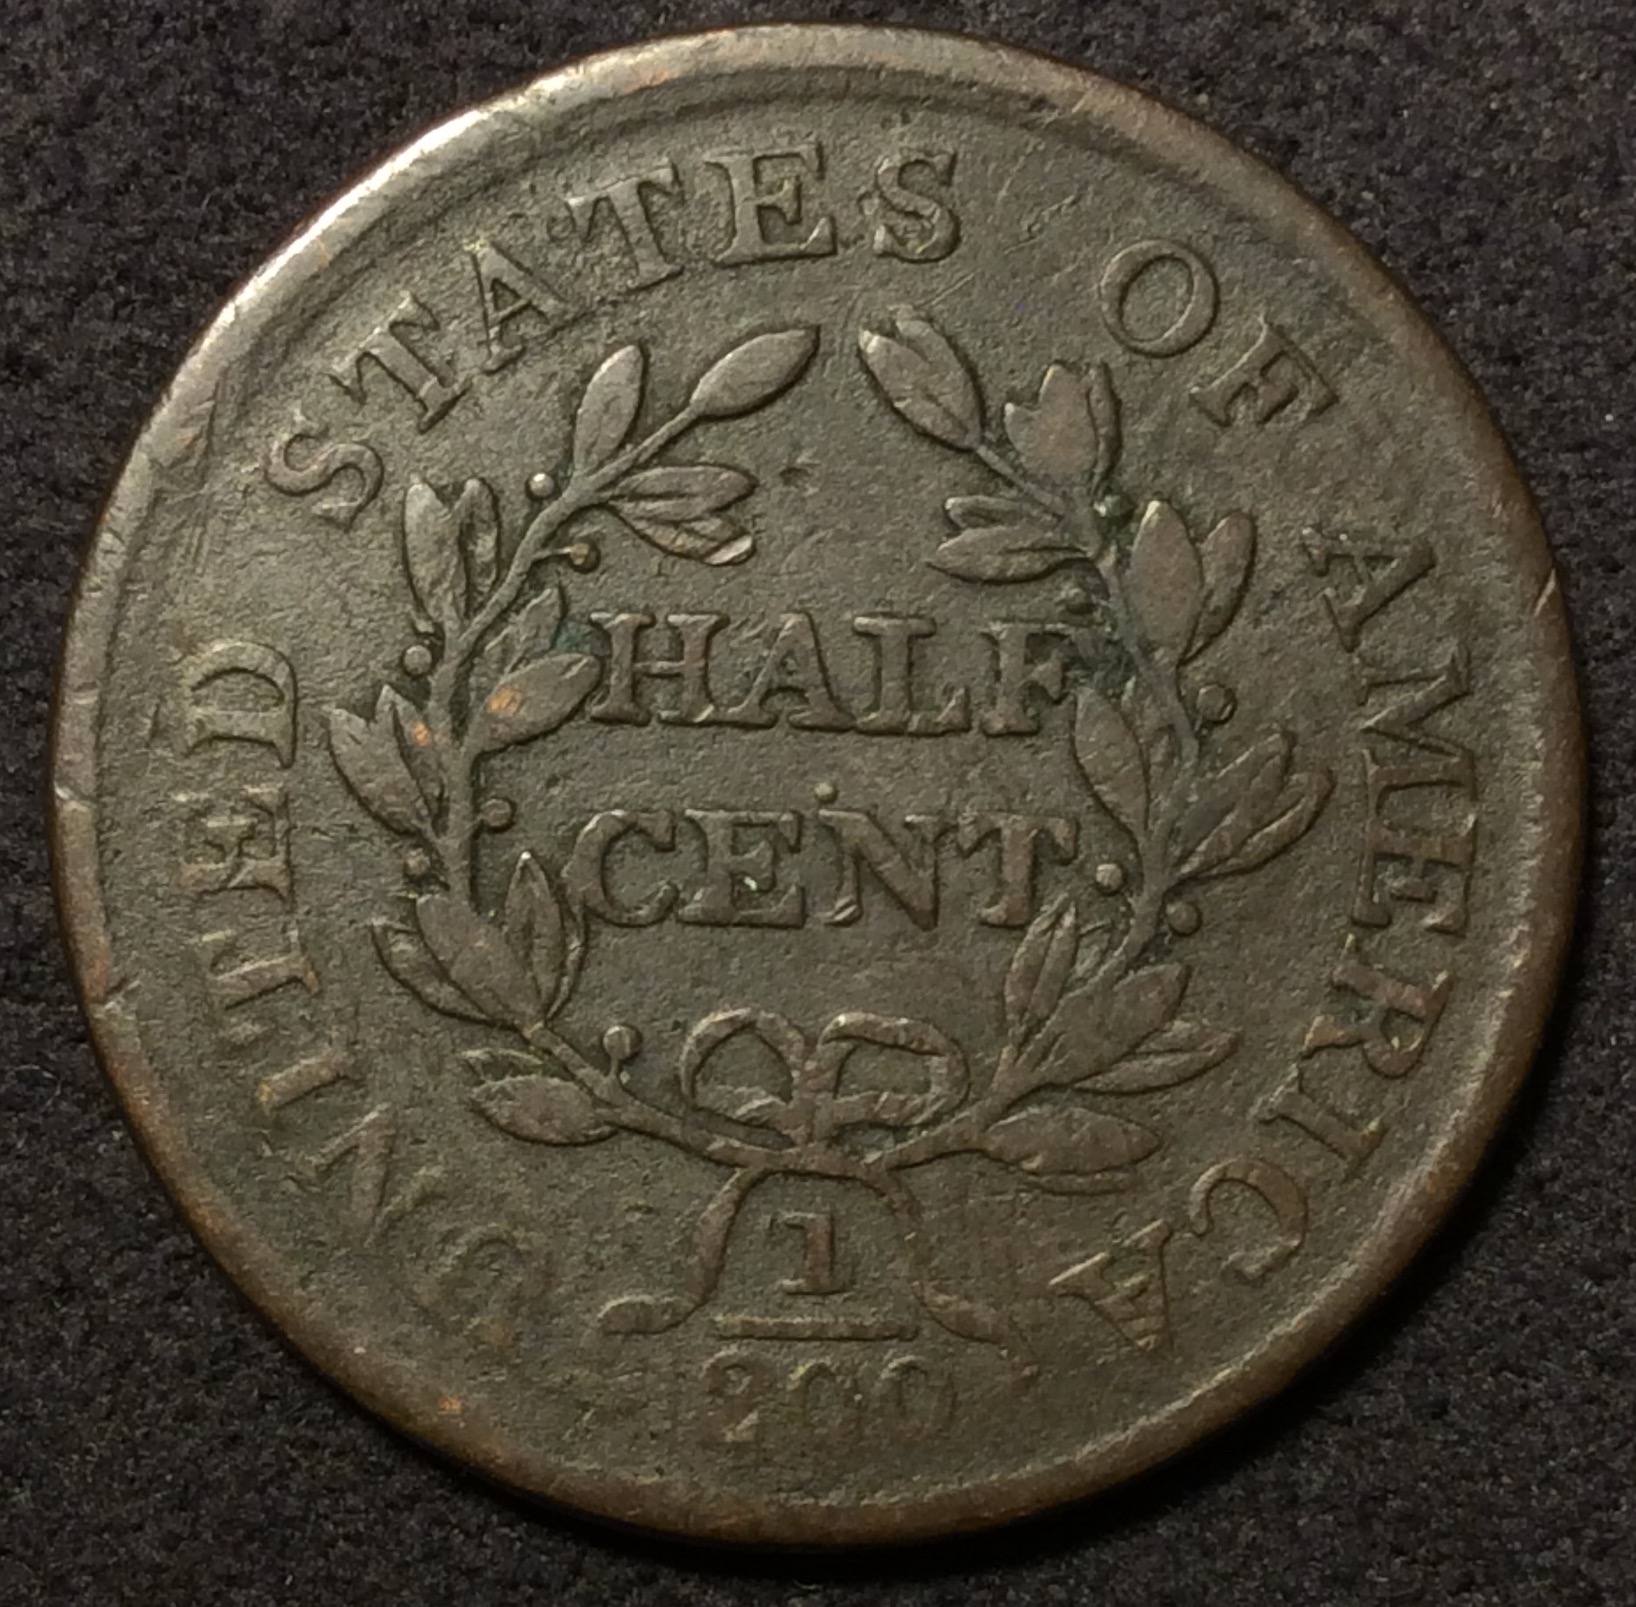 UNITED STATES OF AMERICA
HALF
CENT
1
200